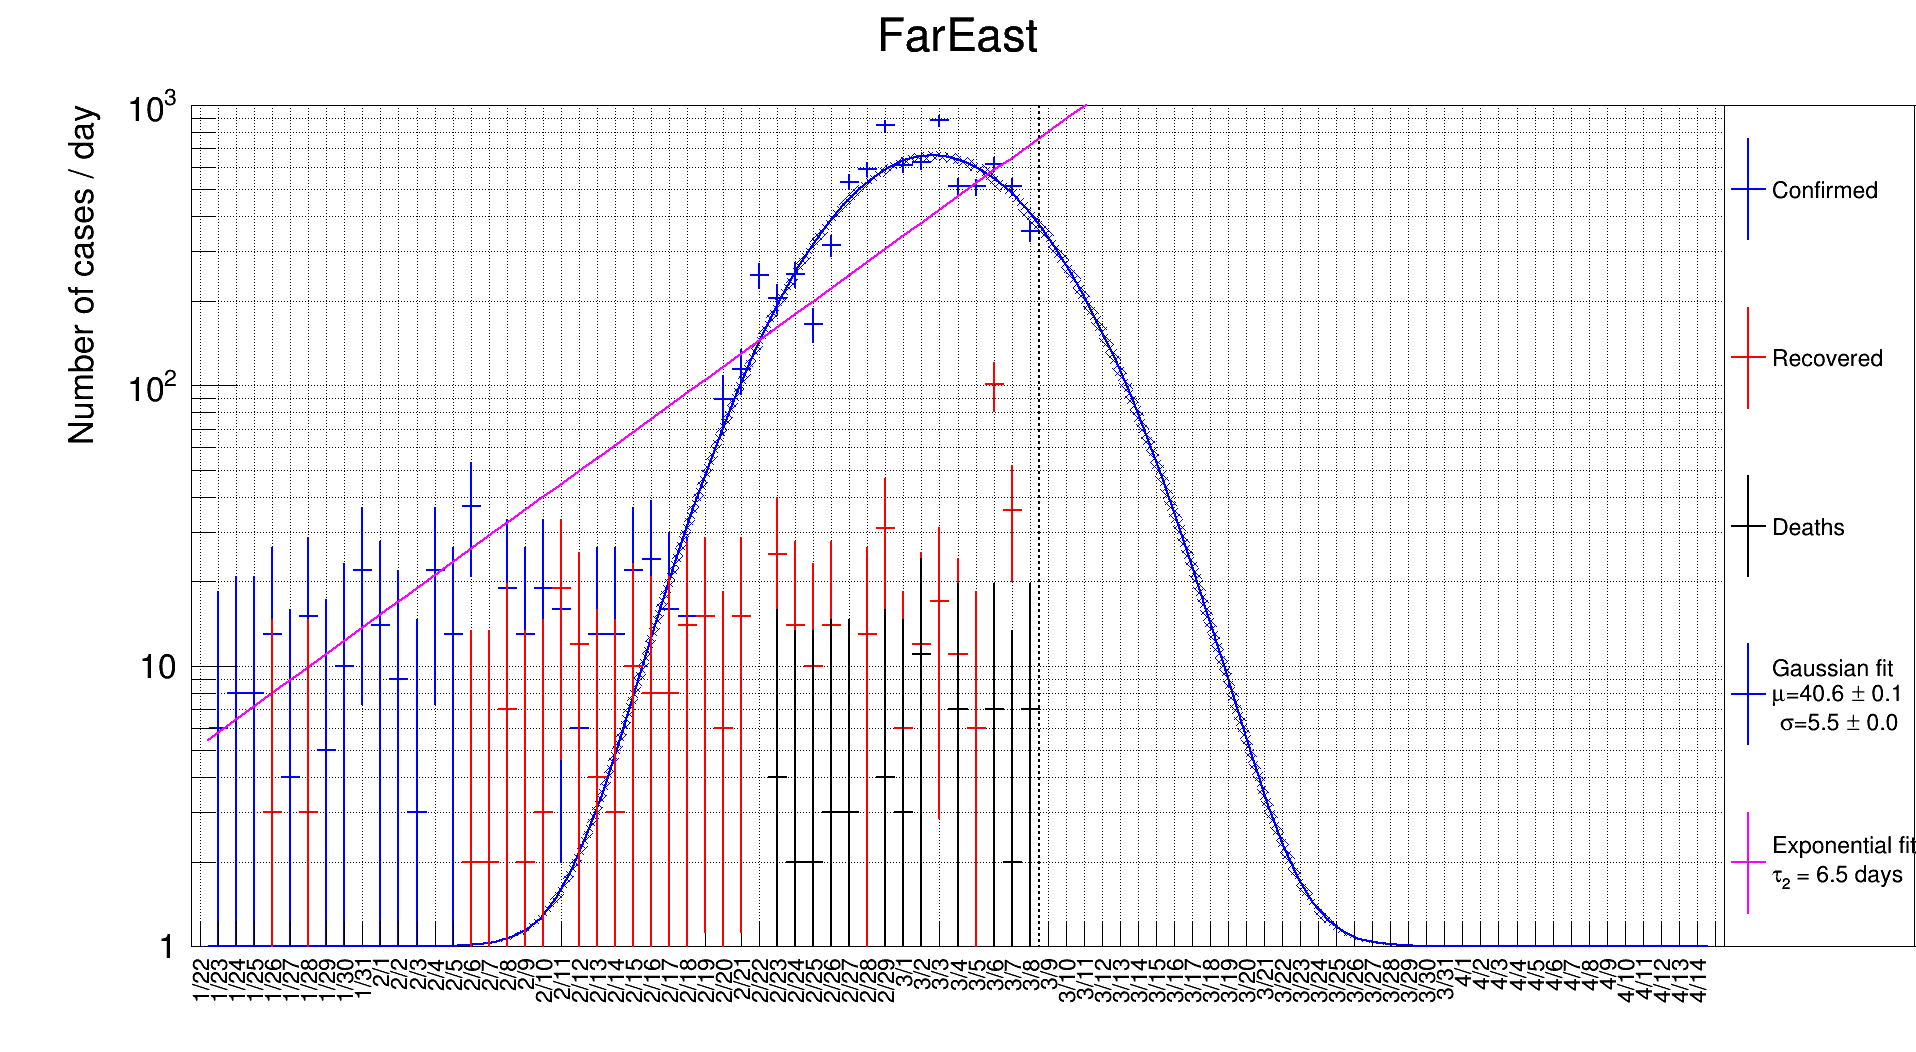 FarEast
Number of cases / day
10³
10²
10
1
1/22 1/23 1/24 1/25 1/26 1/27 1/28 1/29 1/30 1/31 2/1 2/2 2/3 2/4 2/5 2/6 2/7 2/8 2/9 2/10 2/11 2/12 2/13 2/14 2/15 2/16 2/17 2/18 2/19 2/20 2/21 2/22 2/23 2/24 2/25 2/26 2/27 2/28 2/29 3/1 3/2 3/3 3/4 3/5 3/6 3/7 3/8 3/9 3/10 3/11 3/12 3/13 3/14 3/15 3/16 3/17 3/18 3/19 3/20 3/21 3/22 3/23 3/24 3/25 3/26 3/27 3/28 3/29 3/30 3/31 4/1 4/2 4/3 4/4 4/5 4/6 4/7 4/8 4/9 4/10 4/11 4/12 4/13 4/14
Confirmed
Recovered
Deaths
Gaussian fit
μ=40.6 ± 0.1
σ=5.5 ± 0.0
Exponential fit
τ₂ = 6.5 days